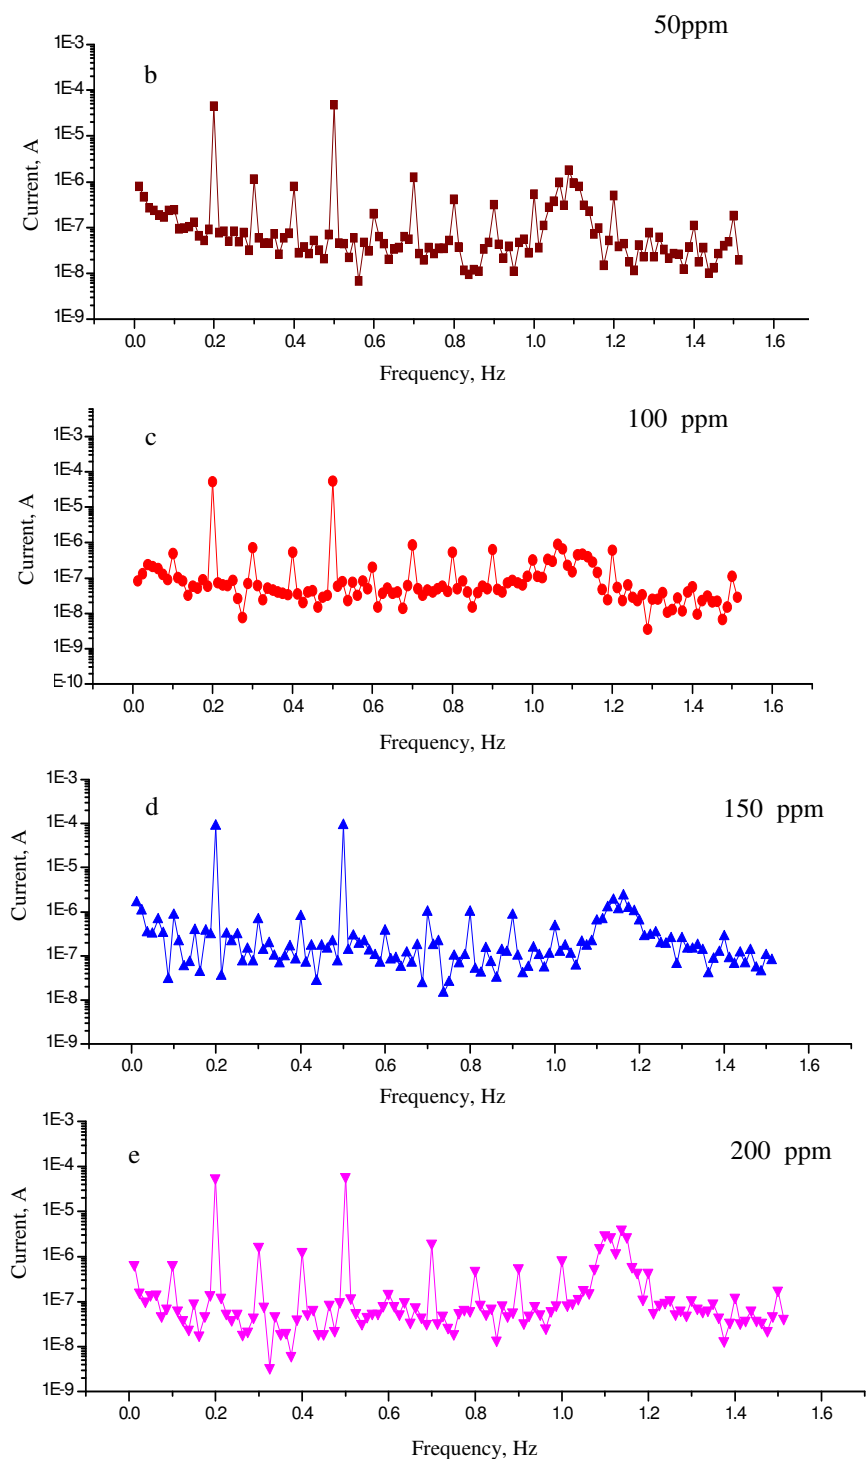 50ppm
b
1E-3
1E-4
1E-5
1E-6
1E-7
1E-8
1E-9
Current, A
0.0 0.2 0.4 0.6 0.8 1.0 1.2 1.4 1.6
Frequency, Hz
100 ppm
c
1E-3
1E-4
1E-5
1E-6
1E-7
1E-8
1E-9
E-10
Current, A
0.0 0.2 0.4 0.6 0.8 1.0 1.2 1.4 1.6
Frequency, Hz
150 ppm
d
1E-3
1E-4
1E-5
1E-6
1E-7
1E-8
1E-9
Current, A
0.0 0.2 0.4 0.6 0.8 1.0 1.2 1.4 1.6
Frequency, Hz
200 ppm
e
1E-3
1E-4
1E-5
1E-6
1E-7
1E-8
1E-9
Current, A
0.0 0.2 0.4 0.6 0.8 1.0 1.2 1.4 1.6
Frequency, Hz